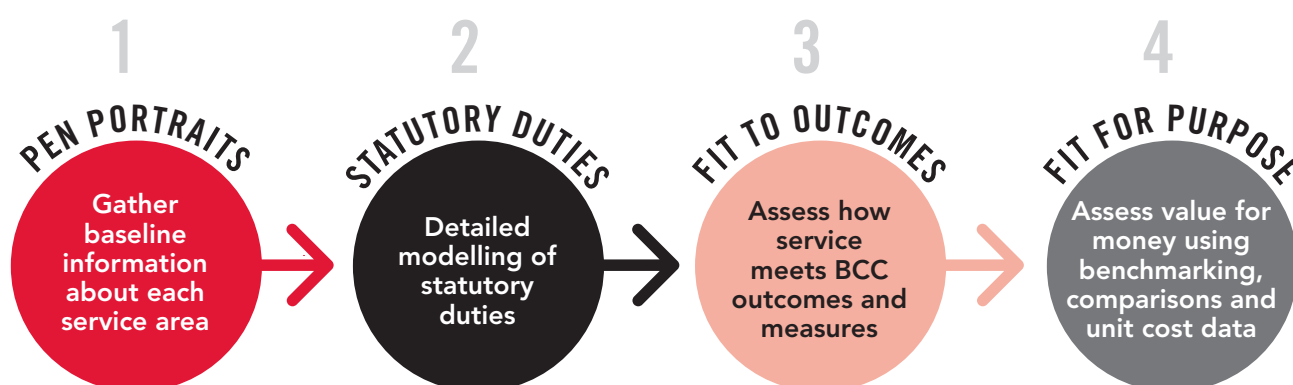 1
PEN PORTRAITS
Gather
baseline
information
about each
service area
2
STATUTORY DUTIES
Detailed
modelling of
statutory
duties
3
FIT TO OUTCOMES
Assess how
service
meets BCC
outcomes and
measures
4
FIT FOR PURPOSE
Assess value for
money using
benchmarking,
comparisons and
unit cost data